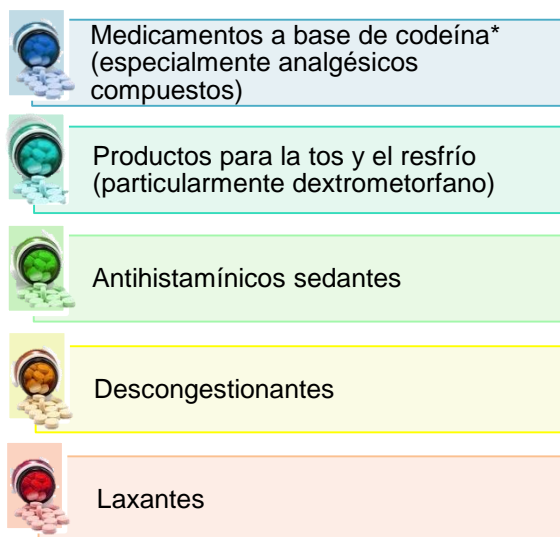 Medicamentos a base de codeína*
(especialmente analgésicos
compuestos)
Productos para la tos y el resfrío
(particularmente dextrometorfano)
Antihistamínicos sedantes
Descongestionantes
Laxantes